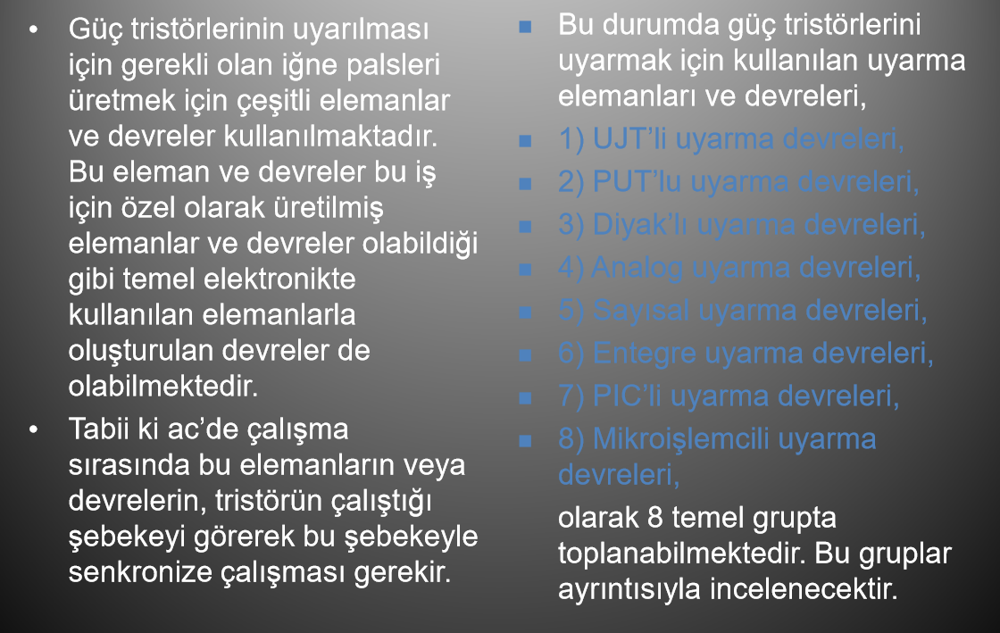 • Güç tristörlerinin uyarılması
için gerekli olan iğne palsleri
üretmek için çeşitli elemanlar
ve devreler kullanılmaktadır.
Bu eleman ve devreler bu iş
için özel olarak üretilmiş
elemanlar ve devreler olabildiği
gibi temel elektronikte
kullanılan elemanlarla
oluşturulan devreler de
olabilmektedir.
• Tabii ki ac’de çalışma
sırasında bu elemanların veya
devrelerin, tristörün çalıştığı
şebekeyi görerek bu şebekeyle
senkronize çalışması gerekir.
■ Bu durumda güç tristörlerini
uyarmak için kullanılan uyarma
elemanları ve devreleri,
■ 1) UJT’li uyarma devreleri,
■ 2) PUT’lu uyarma devreleri,
■ 3) Diyak’lı uyarma devreleri,
■ 4) Analog uyarma devreleri,
■ 5) Sayısal uyarma devreleri,
■ 6) Entegre uyarma devreleri,
■ 7) PIC’li uyarma devreleri,
■ 8) Mikroişlemcili uyarma
devreleri,
olarak 8 temel grupta
toplanabilmektedir. Bu gruplar
ayrıntısıyla incelenecektir.